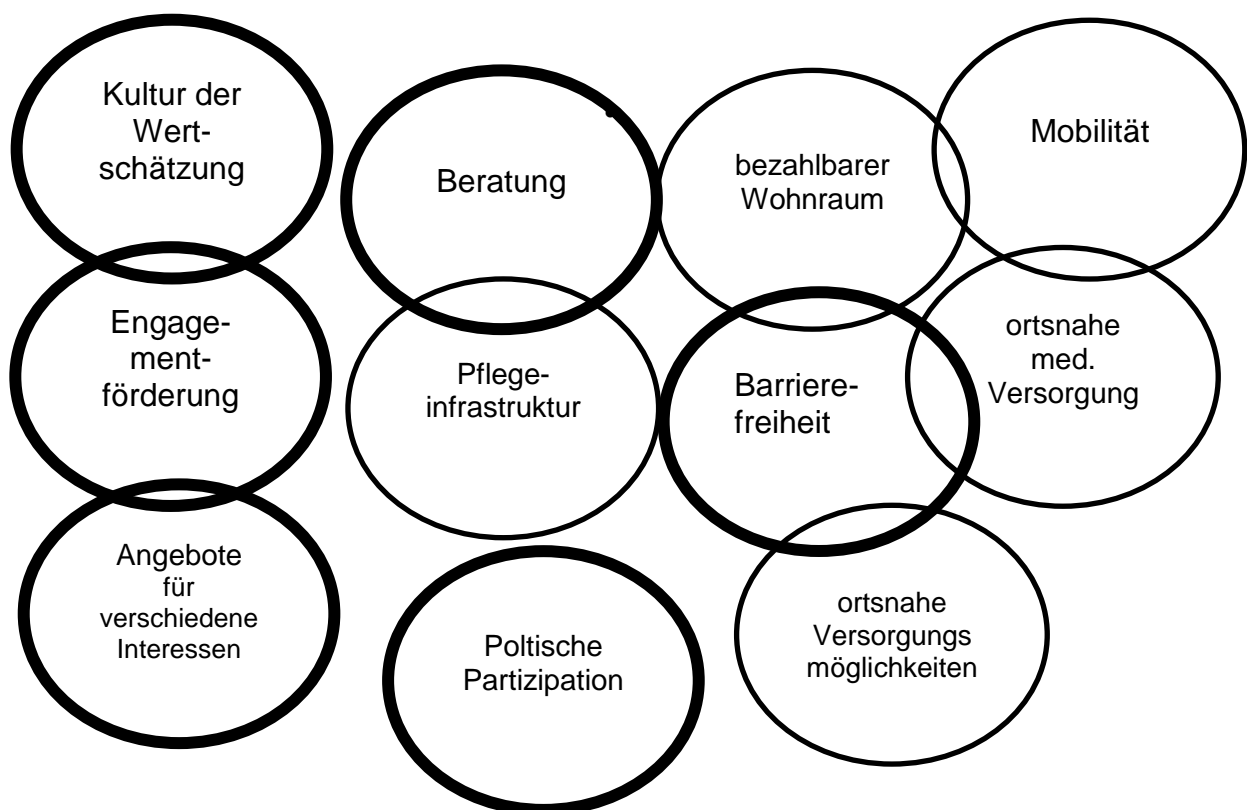 Kultur der
Wert-
schätzung
Beratung
bezahlbarer
Wohnraum
Mobilität
Engage-
ment-
förderung
Pflege-
infrastruktur
Barriere-
freiheit
ortsnahe
med.
Versorgung
Angebote
für
verschiedene
Interessen
Poltische
Partizipation
ortsnahe
Versorgungs
möglichkeiten